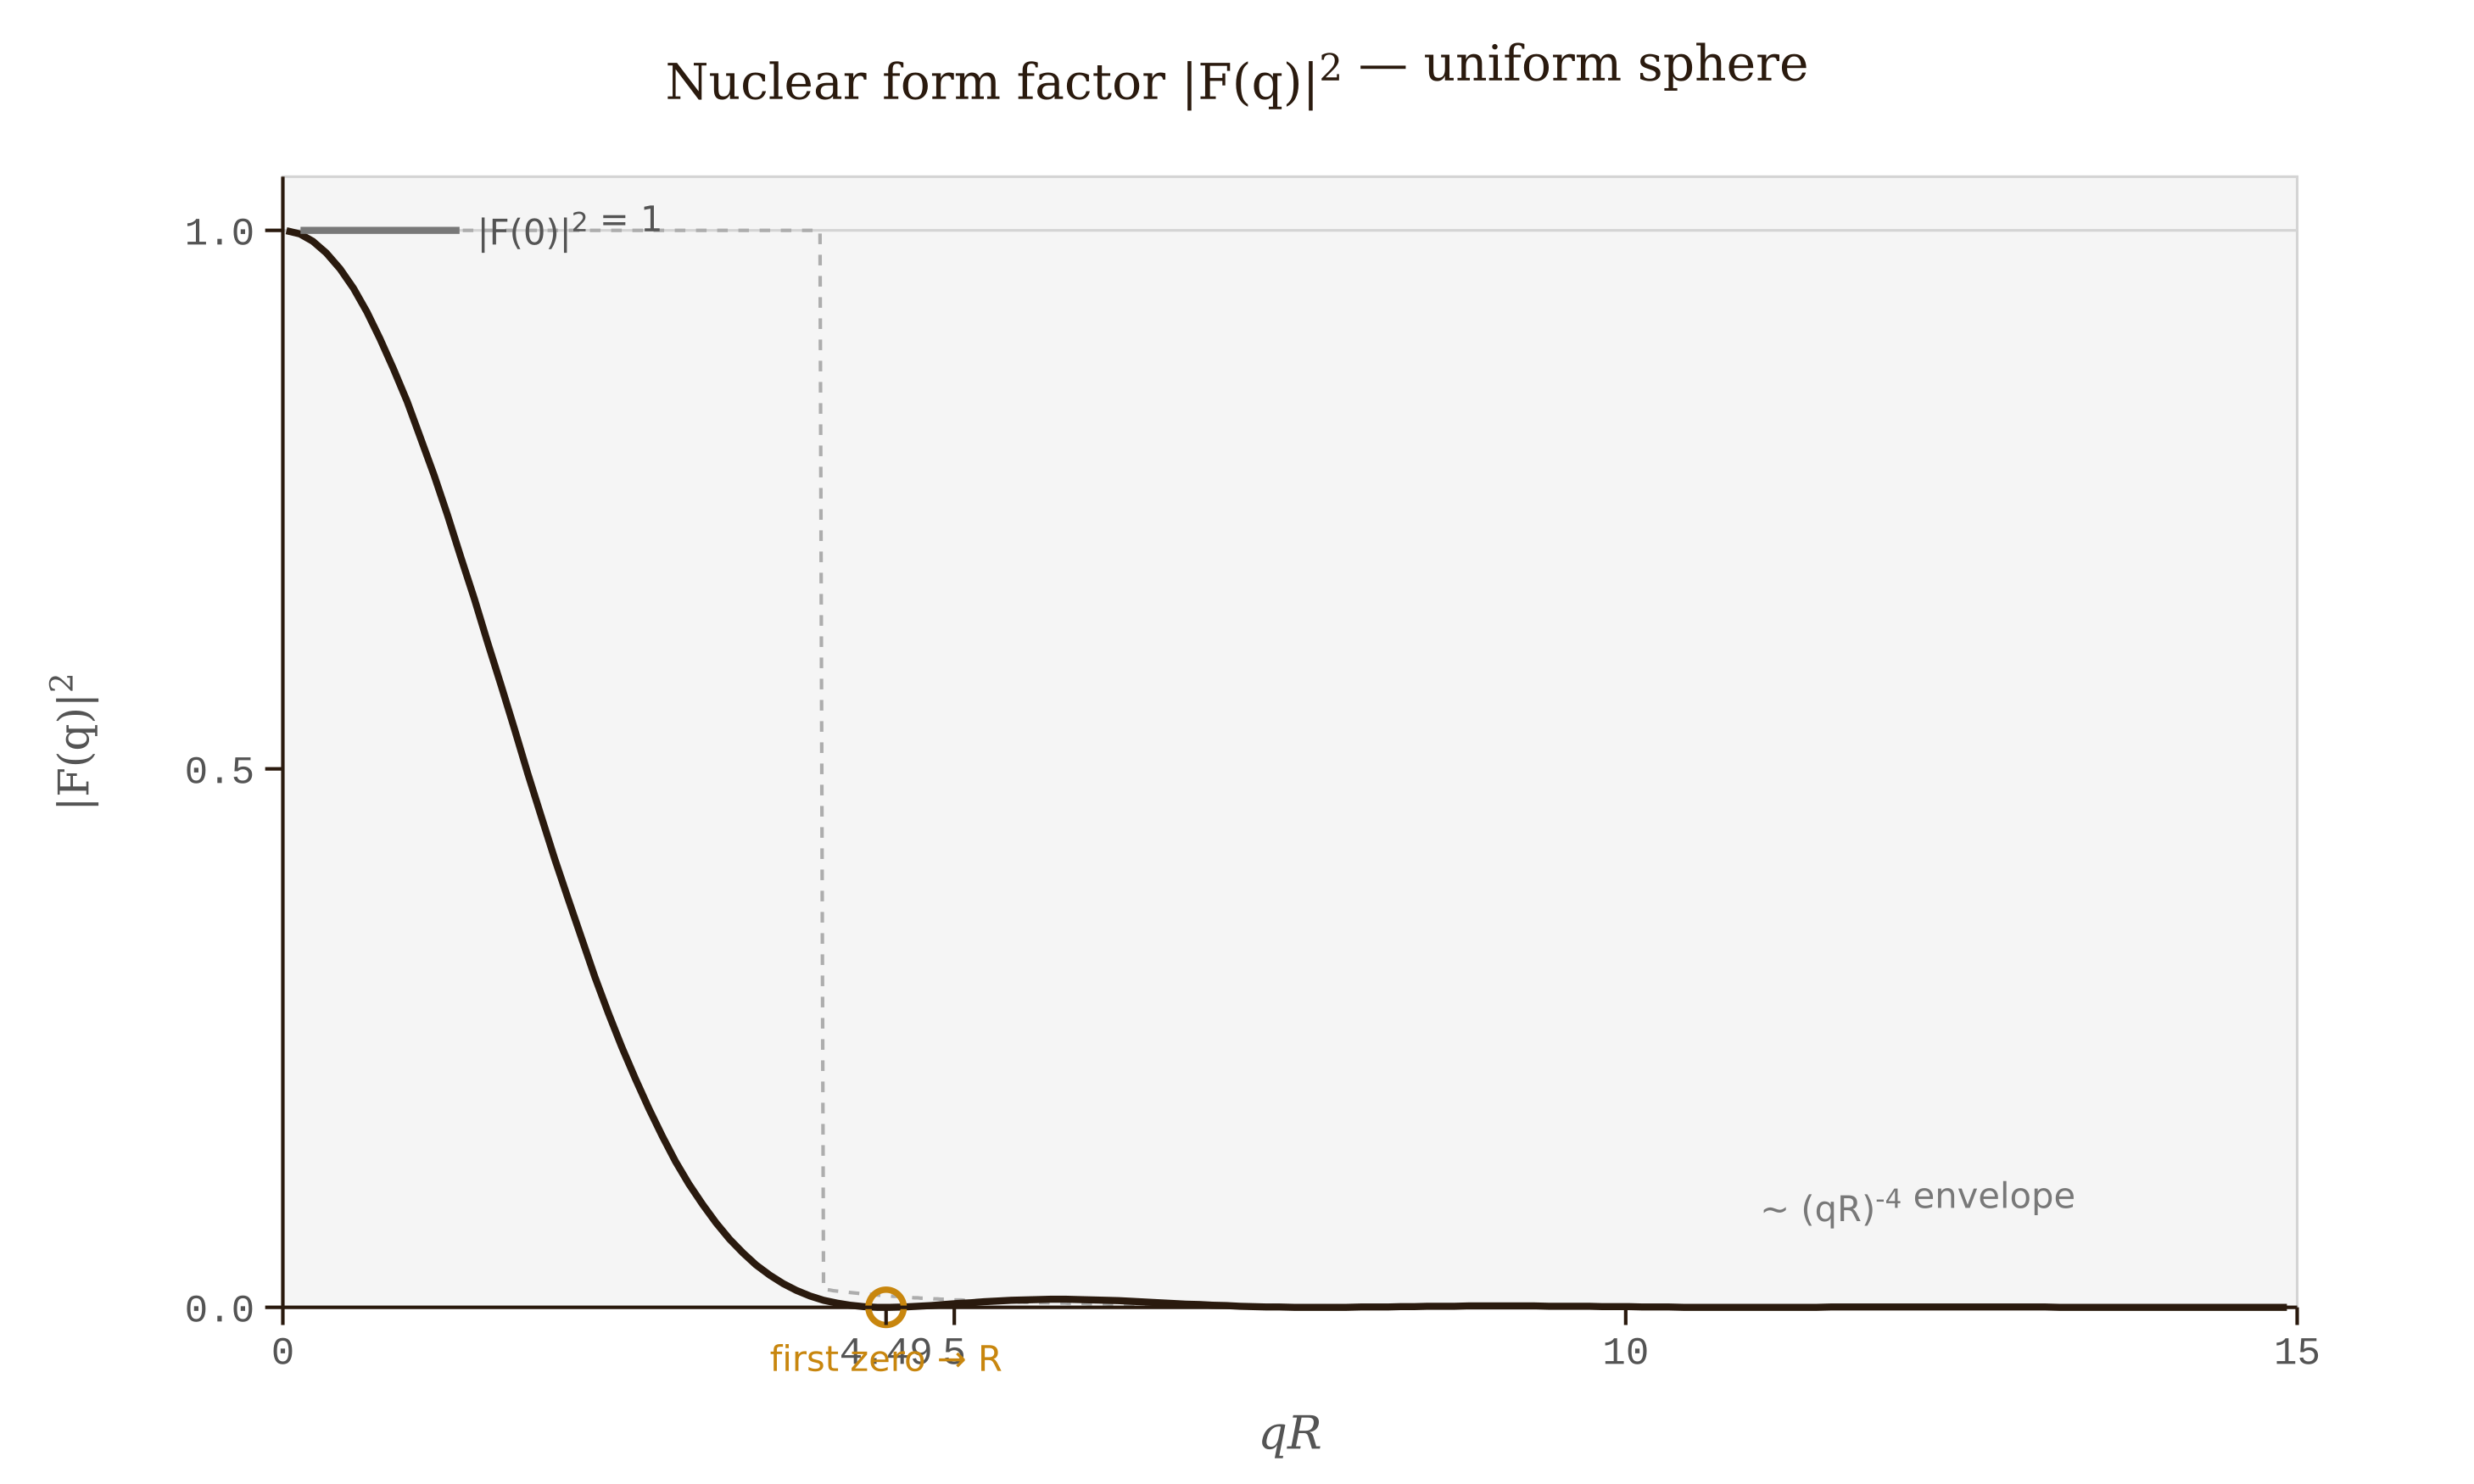 Nuclear form factor |F(q)|² — uniform sphere
|F(0)|² = 1
1.0
0.5
0.0
|F(q)|²
~ (qR)⁻⁴ envelope
0
4.49
5
10
15
first zero → R
qR